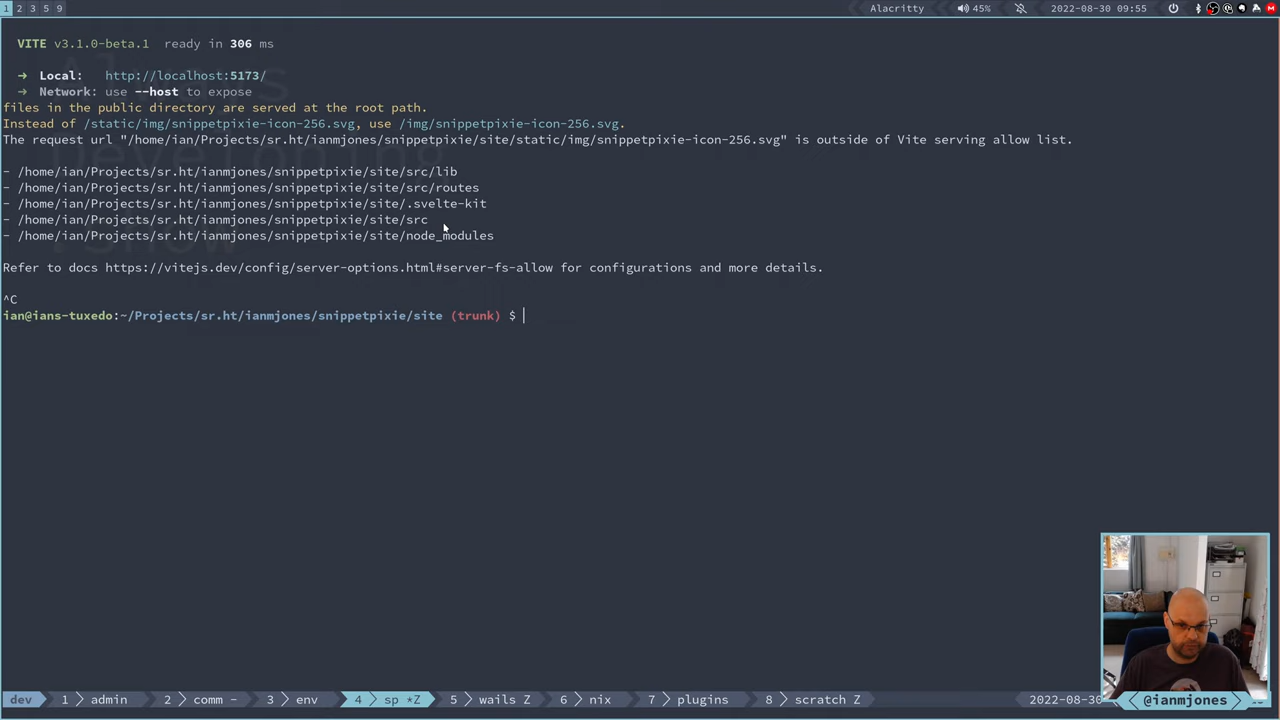 1 2 3 5 9
Alacritty 45% 2022-08-30 09:55
VITE v3.1.0-beta.1 ready in 306 ms
➜ Local: http://localhost:5173/
➜ Network: use --host to expose
files in the public directory are served at the root path.
Instead of /static/img/snippetpixie-icon-256.svg, use /img/snippetpixie-icon-256.svg.
The request url "/home/ian/Projects/sr.ht/ianmjones/snippetpixie/site/static/img/snippetpixie-icon-256.svg" is outside of Vite serving allow list.
- /home/ian/Projects/sr.ht/ianmjones/snippetpixie/site/src/lib
- /home/ian/Projects/sr.ht/ianmjones/snippetpixie/site/src/routes
- /home/ian/Projects/sr.ht/ianmjones/snippetpixie/site/.svelte-kit
- /home/ian/Projects/sr.ht/ianmjones/snippetpixie/site/src
- /home/ian/Projects/sr.ht/ianmjones/snippetpixie/site/node_modules
Refer to docs https://vitejs.dev/config/server-options.html#server-fs-allow for configurations and more details.
^C
ian@ians-tuxedo:~/Projects/sr.ht/ianmjones/snippetpixie/site (trunk) $
dev 1 admin 2 comm - 3 env 4 sp *Z 5 wails Z 6 nix 7 plugins 8 scratch Z 2022-08-30 @ianmjones